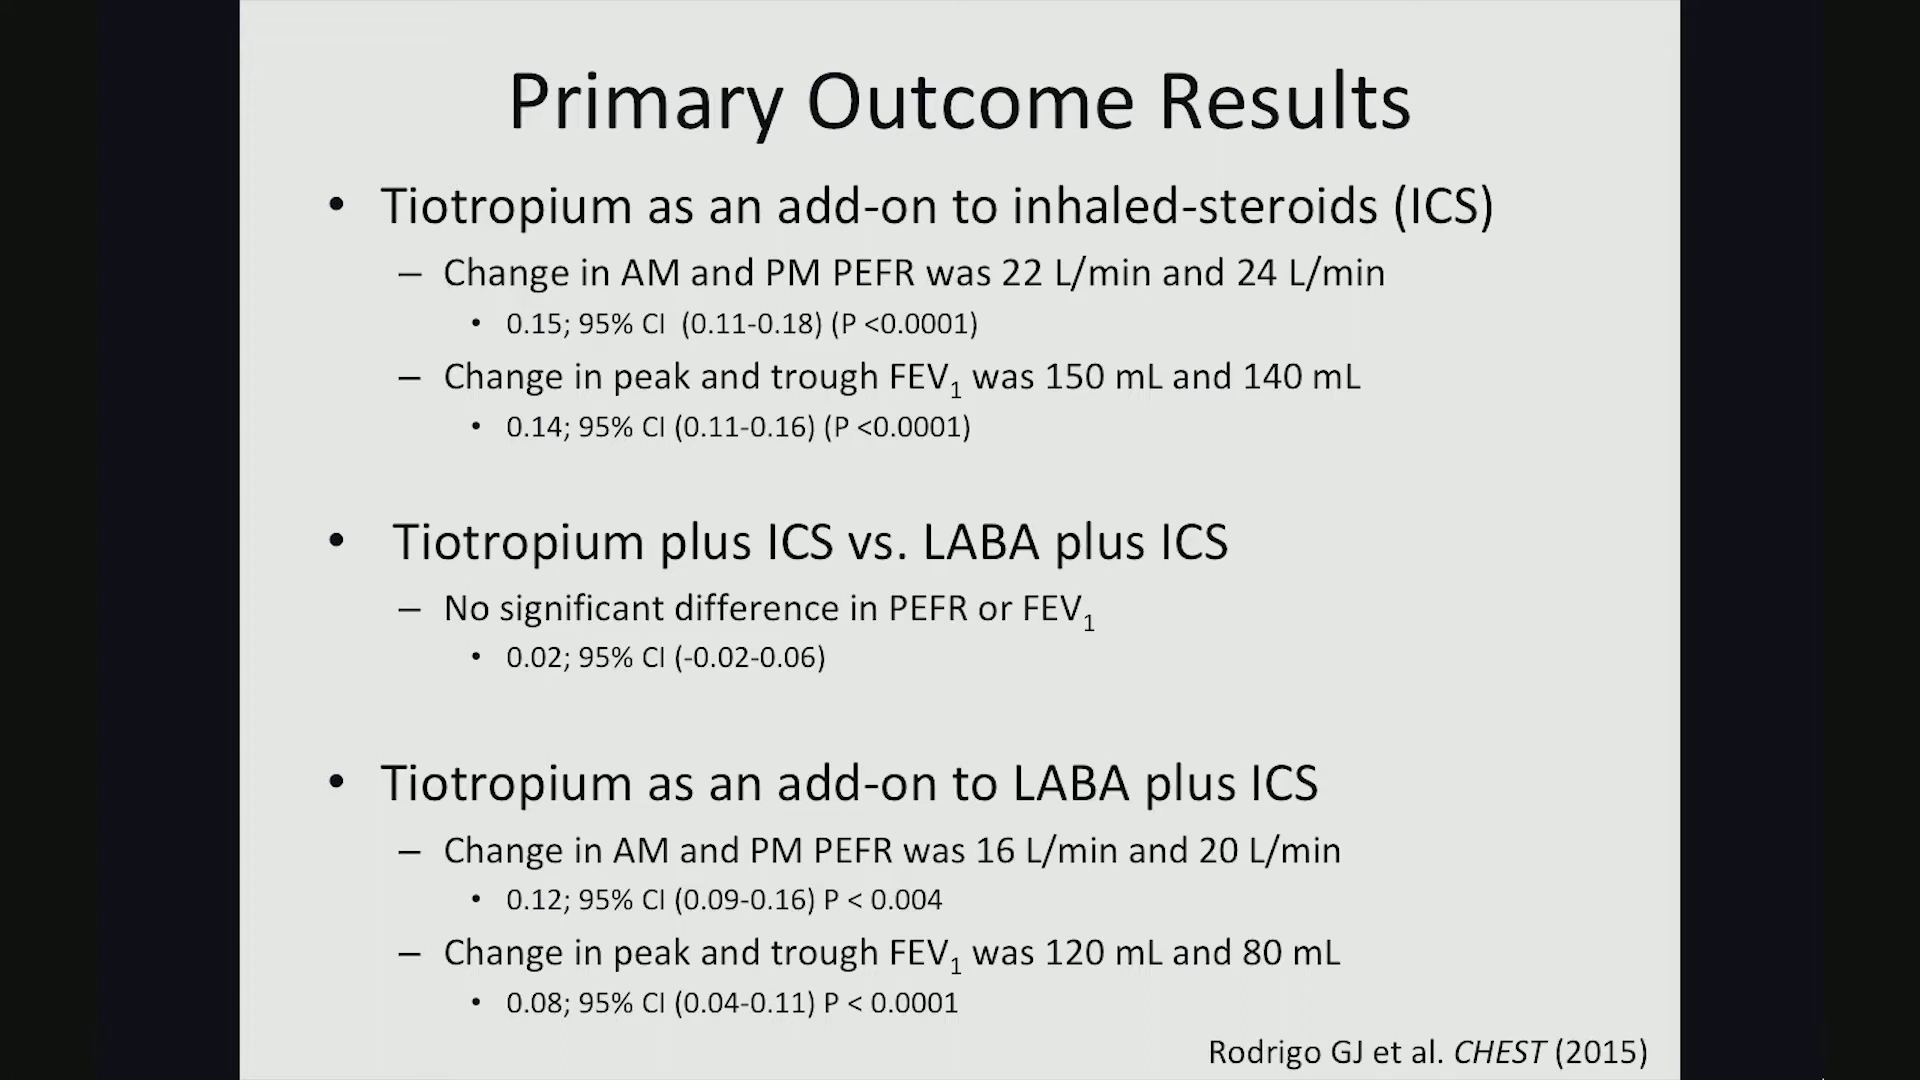 Primary Outcome Results
• Tiotropium as an add-on to inhaled-steroids (ICS)
– Change in AM and PM PEFR was 22 L/min and 24 L/min
• 0.15; 95% CI (0.11-0.18) (P <0.0001)
– Change in peak and trough FEV₁ was 150 mL and 140 mL
• 0.14; 95% CI (0.11-0.16) (P <0.0001)
• Tiotropium plus ICS vs. LABA plus ICS
– No significant difference in PEFR or FEV₁
• 0.02; 95% CI (-0.02-0.06)
• Tiotropium as an add-on to LABA plus ICS
– Change in AM and PM PEFR was 16 L/min and 20 L/min
• 0.12; 95% CI (0.09-0.16) P < 0.004
– Change in peak and trough FEV₁ was 120 mL and 80 mL
• 0.08; 95% CI (0.04-0.11) P < 0.0001
Rodrigo GJ et al. CHEST (2015)